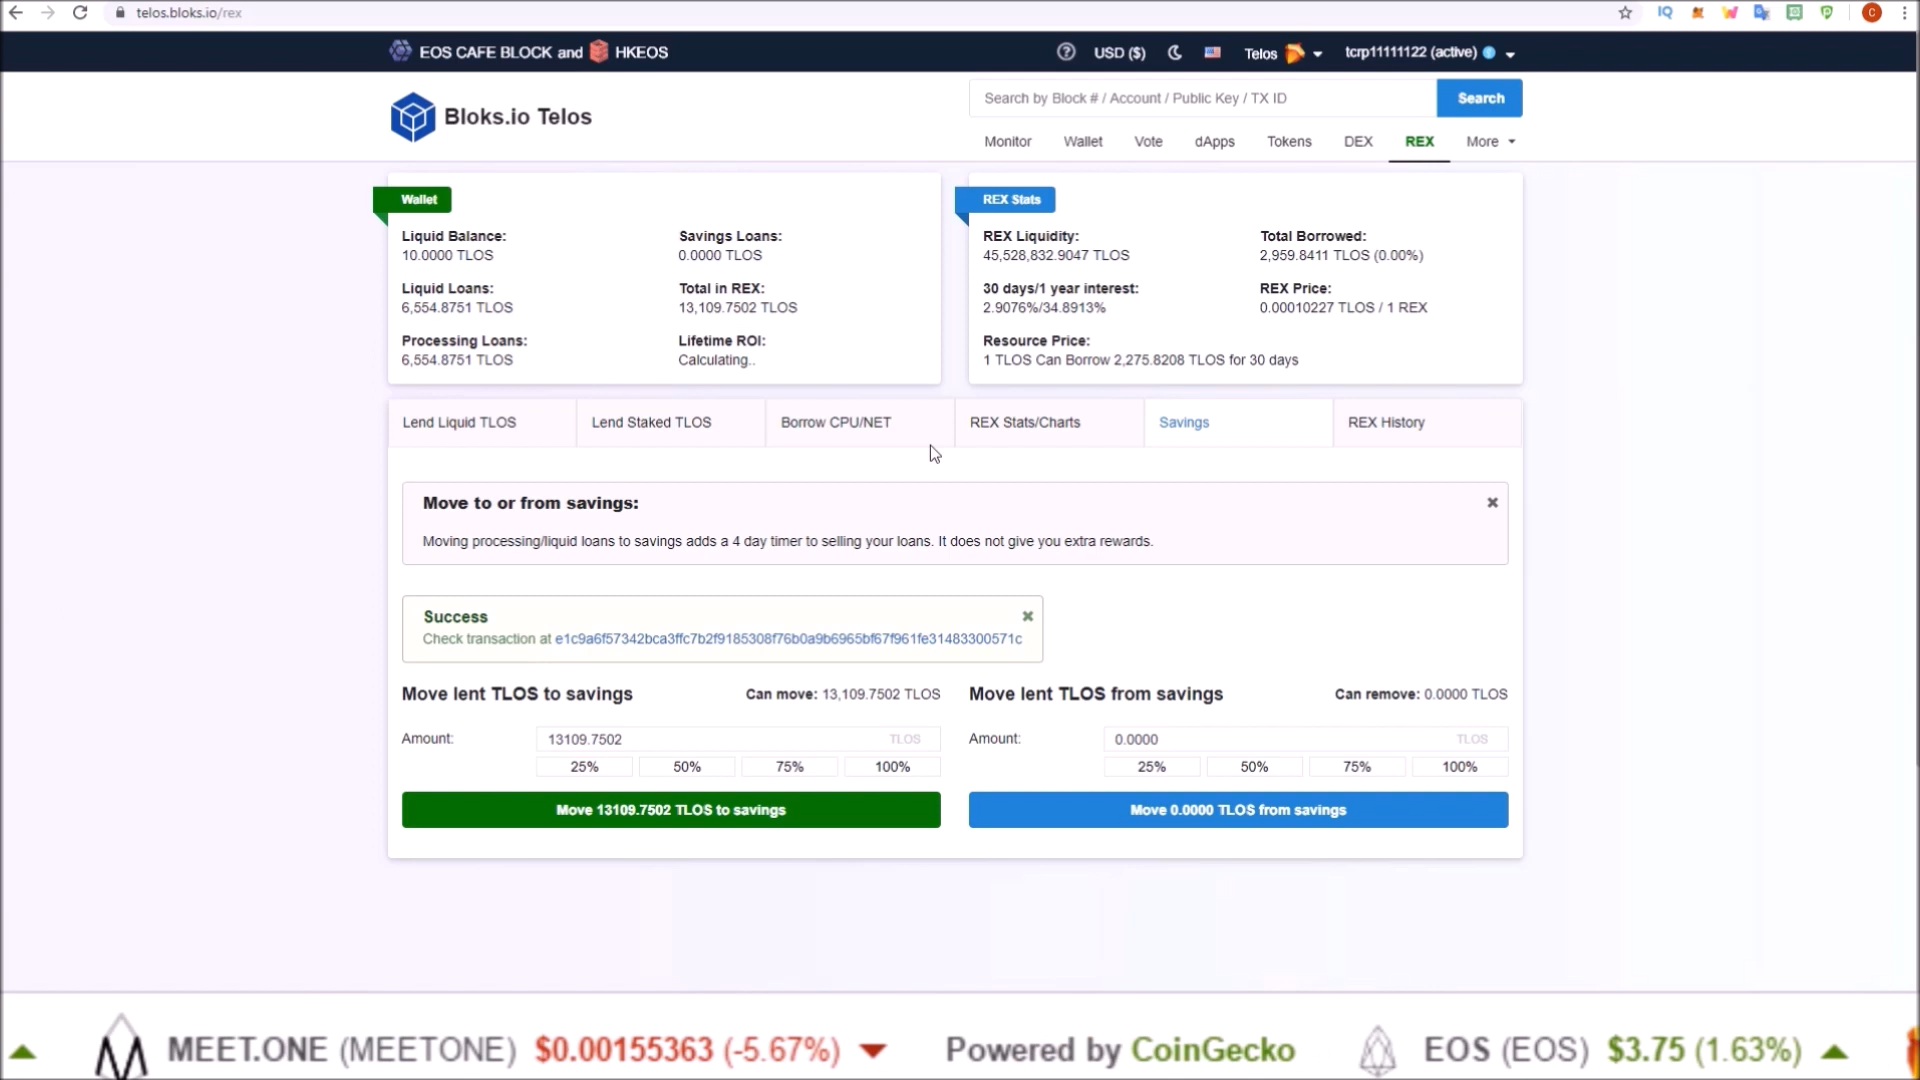 telos.bloks.io/rex
EOS CAFE BLOCK and HKEOS
USD ($)
Telos
tcrp11111122 (active)
Bloks.io Telos
Search by Block # / Account / Public Key / TX ID
Search
Monitor
Wallet
Vote
dApps
Tokens
DEX
REX
More
Wallet
Liquid Balance:
10.0000 TLOS
Savings Loans:
0.0000 TLOS
Liquid Loans:
6,554.8751 TLOS
Total in REX:
13,109.7502 TLOS
Processing Loans:
6,554.8751 TLOS
Lifetime ROI:
Calculating..
REX Stats
REX Liquidity:
45,528,832.9047 TLOS
Total Borrowed:
2,959.8411 TLOS (0.00%)
30 days/1 year interest:
2.9076%/34.8913%
REX Price:
0.00010227 TLOS / 1 REX
Resource Price:
1 TLOS Can Borrow 2,275.8208 TLOS for 30 days
Lend Liquid TLOS
Lend Staked TLOS
Borrow CPU/NET
REX Stats/Charts
Savings
REX History
Move to or from savings:
Moving processing/liquid loans to savings adds a 4 day timer to selling your loans. It does not give you extra rewards.
Success
Check transaction at e1c9a6f57342bca3ffc7b2f9185308f76b0a9b6965bf67f961fe31483300571c
Move lent TLOS to savings
Can move: 13,109.7502 TLOS
Amount:
13109.7502
TLOS
25%
50%
75%
100%
Move 13109.7502 TLOS to savings
Move lent TLOS from savings
Can remove: 0.0000 TLOS
Amount:
0.0000
TLOS
25%
50%
75%
100%
Move 0.0000 TLOS from savings
MEET.ONE (MEETONE) $0.00155363 (-5.67%)
Powered by CoinGecko
EOS (EOS) $3.75 (1.63%)